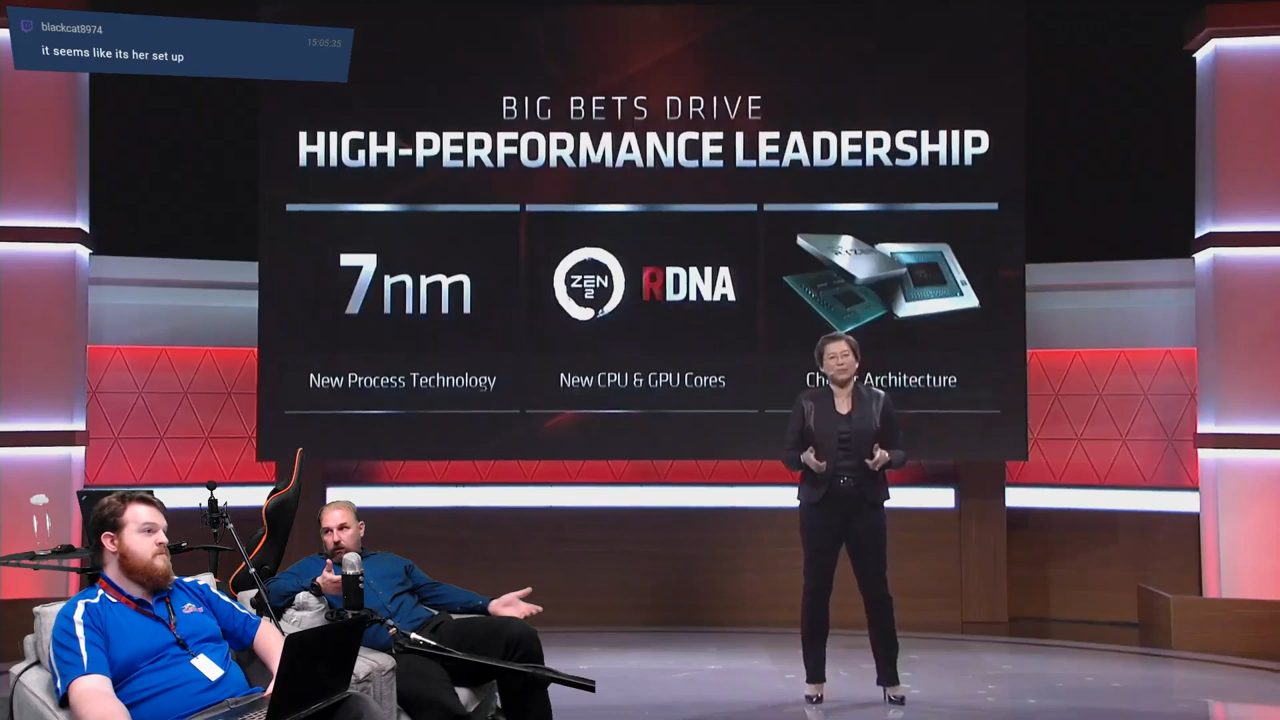 blackcat8974
15:05:35
it seems like its her set up
BIG BETS DRIVE
HIGH-PERFORMANCE LEADERSHIP
7nm
ZEN
2
RDNA
New Process Technology
New CPU & GPU Cores
Architecture